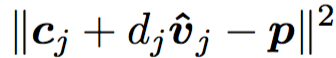 ‖c_j + d_j v̂_j − p‖²